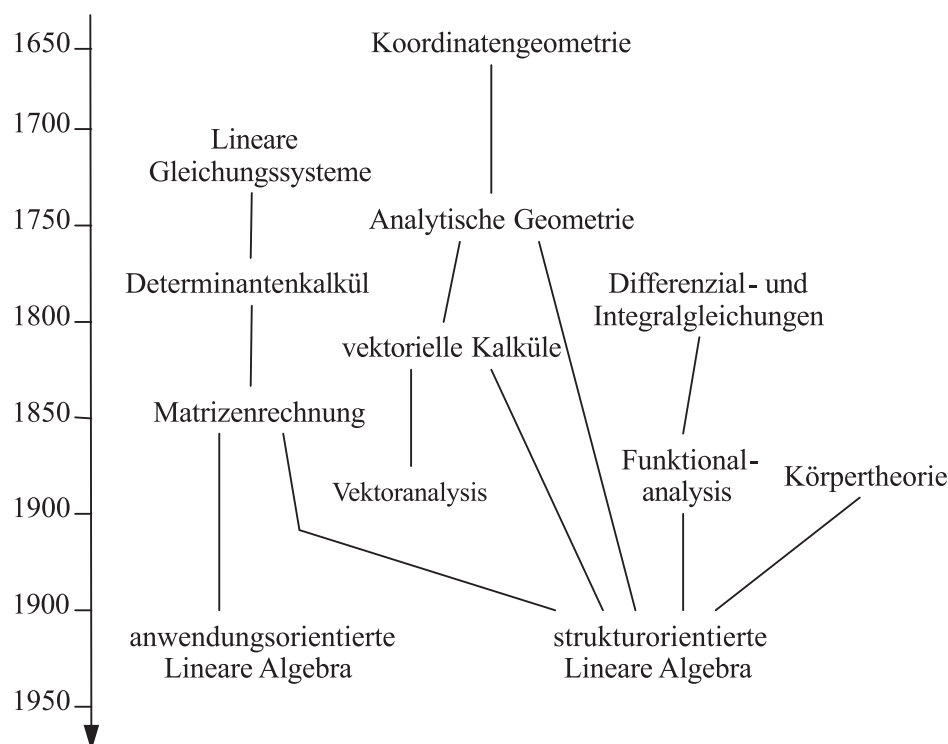 1650
Koordinatengeometrie
1700
Lineare
Gleichungssysteme
1750
Analytische Geometrie
Determinantenkalkül
Differenzial- und
Integralgleichungen
1800
vektorielle Kalküle
1850
Matrizenrechnung
Funktional-
analysis
Körpertheorie
Vektoranalysis
1900
1900
anwendungsorientierte
Lineare Algebra
strukturorientierte
Lineare Algebra
1950